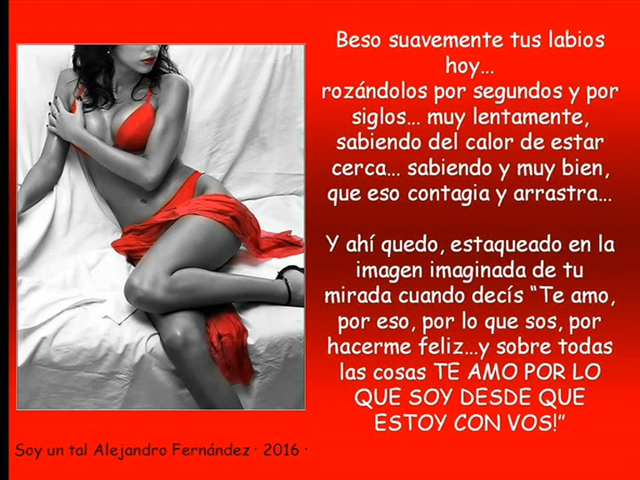 Beso suavemente tus labios
hoy...
rozándolos por segundos y por
siglos... muy lentamente,
sabiendo del calor de estar
cerca... sabiendo y muy bien,
que eso contagia y arrastra...
Y ahí quedo, estaqueado en la
imagen imaginada de tu
mirada cuando decís “Te amo,
por eso, por lo que sos, por
hacerme feliz...y sobre todas
las cosas TE AMO POR LO
QUE SOY DESDE QUE
ESTOY CON VOS!”
Soy un tal Alejandro Fernández · 2016 ·